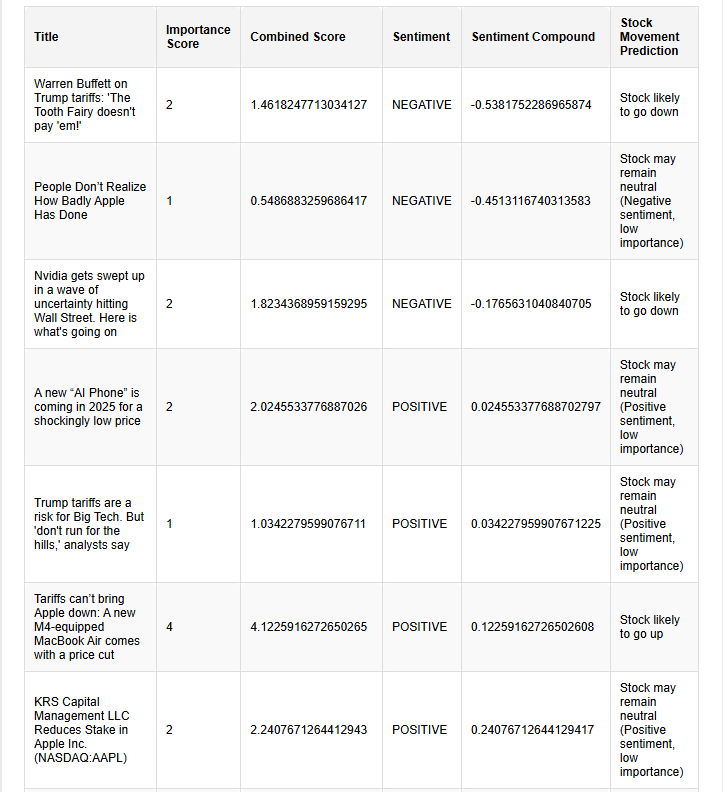 Title
Importance
Score
Combined Score
Sentiment
Sentiment Compound
Stock
Movement
Prediction
Warren Buffett on
Trump tariffs: 'The
Tooth Fairy doesn't
pay 'em!'
2
1.4618247713034127
NEGATIVE
-0.5381752286965874
Stock likely
to go down
People Don’t Realize
How Badly Apple
Has Done
1
0.5486883259686417
NEGATIVE
-0.4513116740313583
Stock may
remain
neutral
(Negative
sentiment,
low
importance)
Nvidia gets swept up
in a wave of
uncertainty hitting
Wall Street. Here is
what's going on
2
1.8234368959159295
NEGATIVE
-0.1765631040840705
Stock likely
to go down
A new “AI Phone” is
coming in 2025 for a
shockingly low price
2
2.0245533776887026
POSITIVE
0.024553377688702797
Stock may
remain
neutral
(Positive
sentiment,
low
importance)
Trump tariffs are a
risk for Big Tech. But
'don't run for the
hills,' analysts say
1
1.0342279599076711
POSITIVE
0.034227959907671225
Stock may
remain
neutral
(Positive
sentiment,
low
importance)
Tariffs can’t bring
Apple down: A new
M4-equipped
MacBook Air comes
with a price cut
4
4.1225916272650265
POSITIVE
0.12259162726502608
Stock likely
to go up
KRS Capital
Management LLC
Reduces Stake in
Apple Inc.
(NASDAQ:AAPL)
2
2.2407671264412943
POSITIVE
0.24076712644129417
Stock may
remain
neutral
(Positive
sentiment,
low
importance)